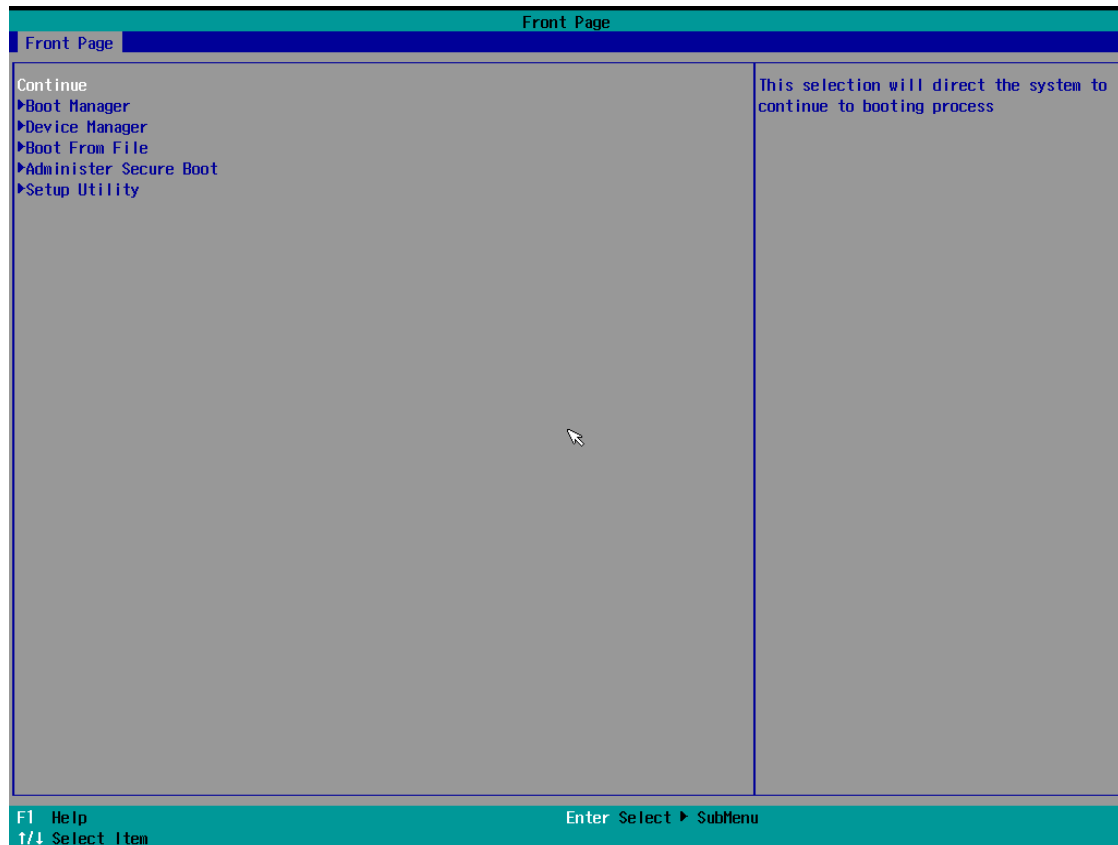 Front Page
Front Page
Continue
▶Boot Manager
▶Device Manager
▶Boot From File
▶Administer Secure Boot
▶Setup Utility
This selection will direct the system to
continue to booting process
F1 Help
Enter Select ▶ SubMenu
↑/↓ Select Item